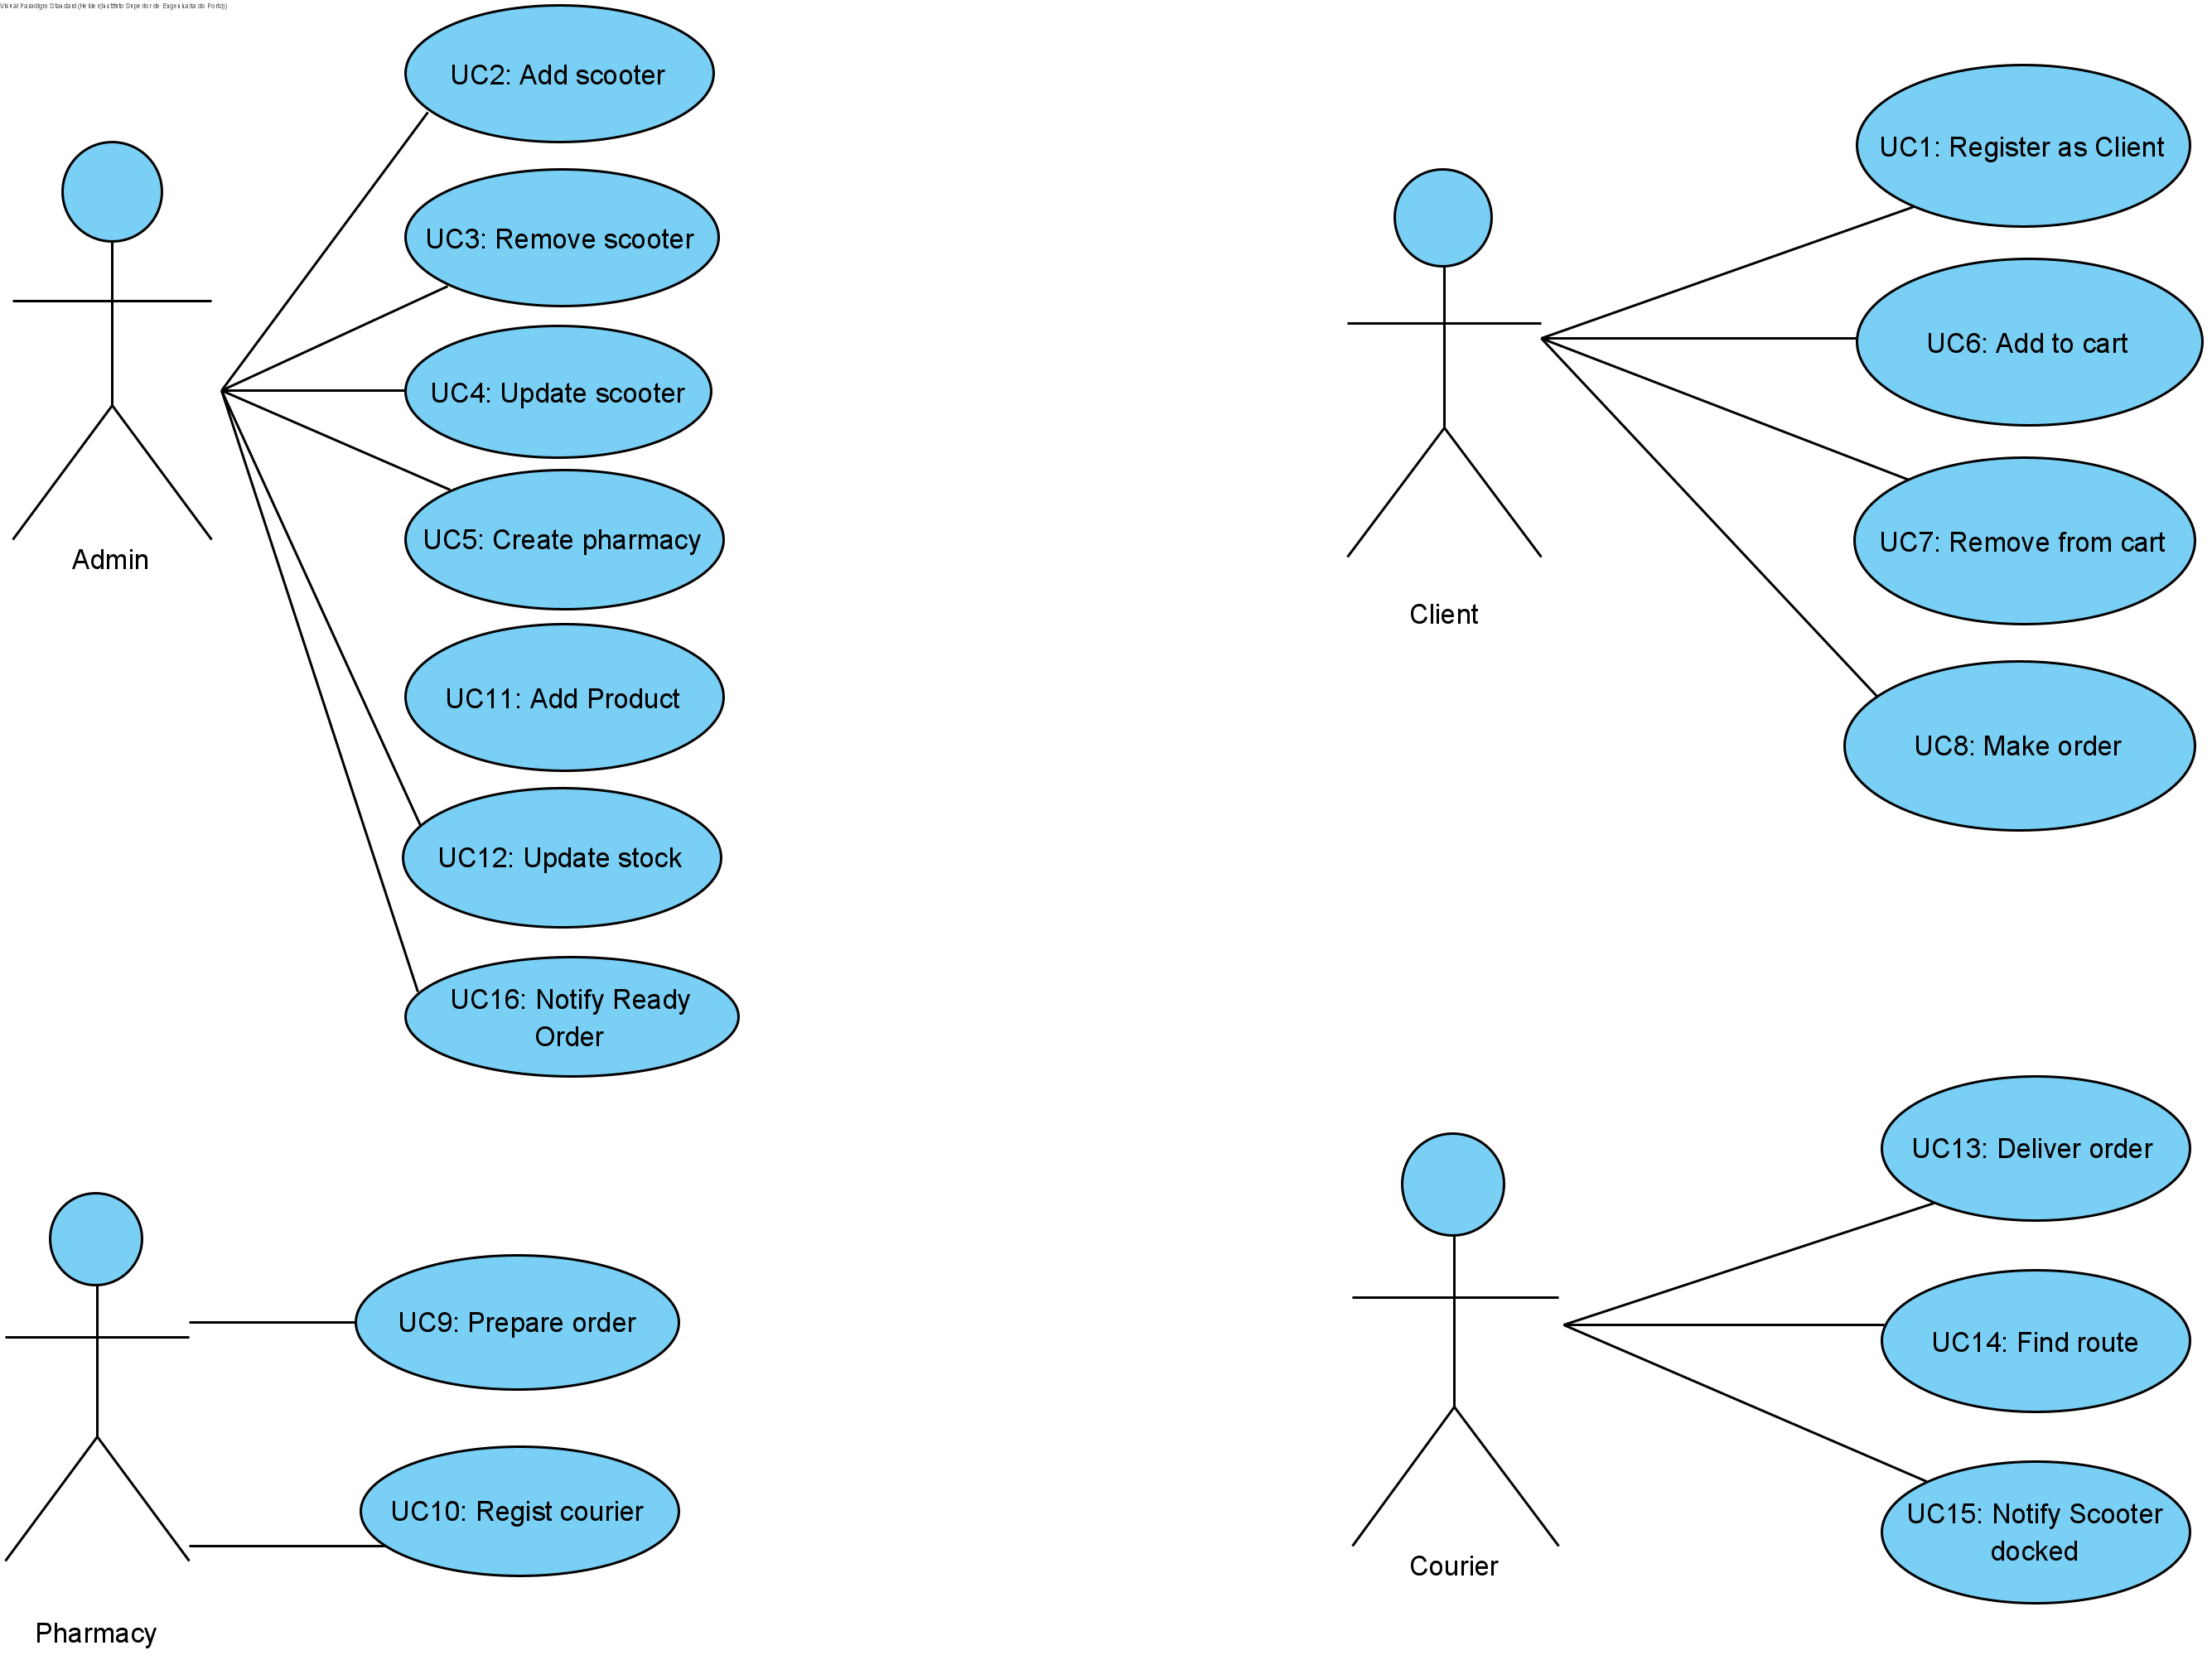 Visual Paradigm Standard (Helder(Instituto Superior de Engenharia do Porto))
UC2: Add scooter
UC3: Remove scooter
UC4: Update scooter
UC5: Create pharmacy
Admin
UC11: Add Product
UC12: Update stock
UC16: Notify Ready
Order
UC1: Register as Client
UC6: Add to cart
UC7: Remove from cart
Client
UC8: Make order
UC9: Prepare order
UC10: Regist courier
Pharmacy
UC13: Deliver order
UC14: Find route
UC15: Notify Scooter
docked
Courier